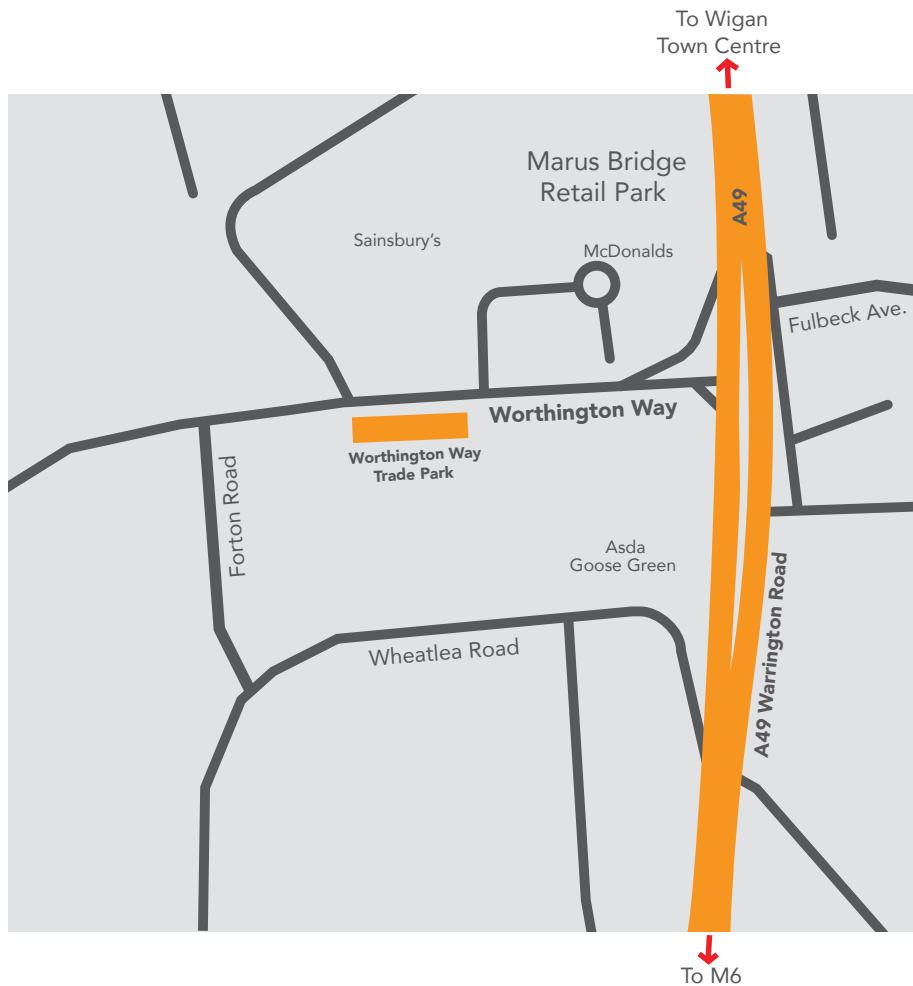 To Wigan
Town Centre
Marus Bridge
Retail Park
A49
Sainsbury's
McDonalds
Fulbeck Ave.
Worthington Way
Worthington Way
Trade Park
Forton Road
Asda
Goose Green
Wheatlea Road
A49 Warrington Road
To M6